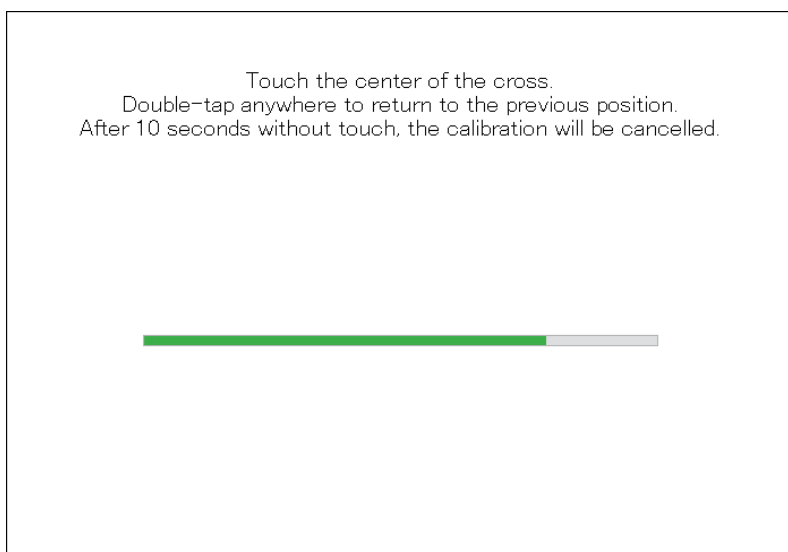 Touch the center of the cross.
Double-tap anywhere to return to the previous position.
After 10 seconds without touch, the calibration will be cancelled.